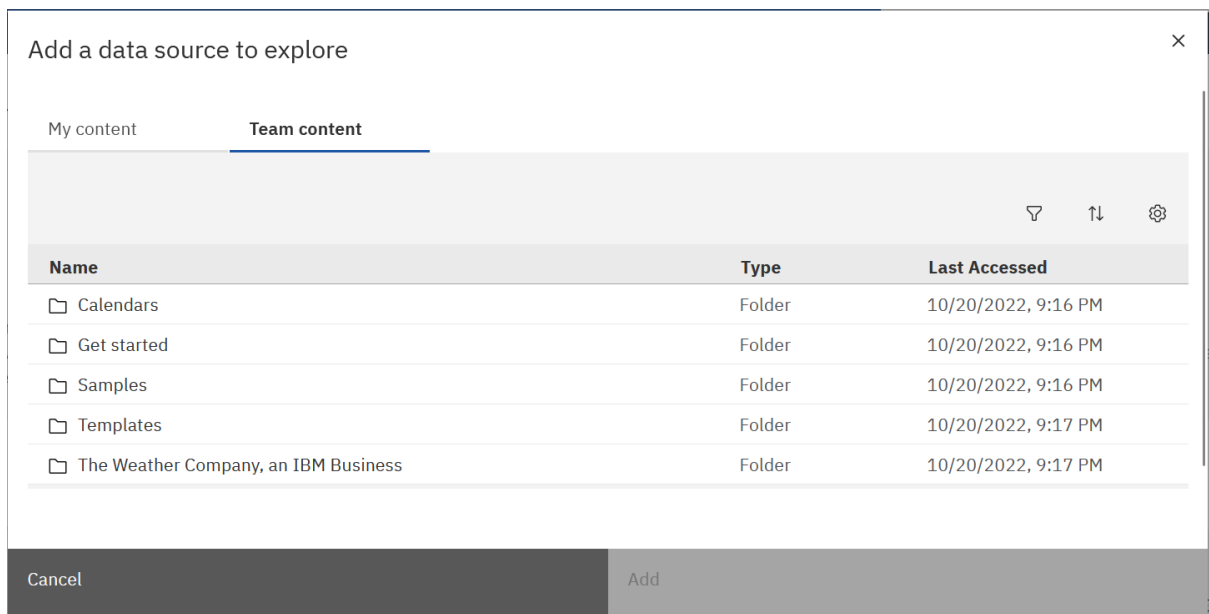 Add a data source to explore
My content Team content
Name Type Last Accessed
Calendars Folder 10/20/2022, 9:16 PM
Get started Folder 10/20/2022, 9:16 PM
Samples Folder 10/20/2022, 9:16 PM
Templates Folder 10/20/2022, 9:17 PM
The Weather Company, an IBM Business Folder 10/20/2022, 9:17 PM
Cancel Add